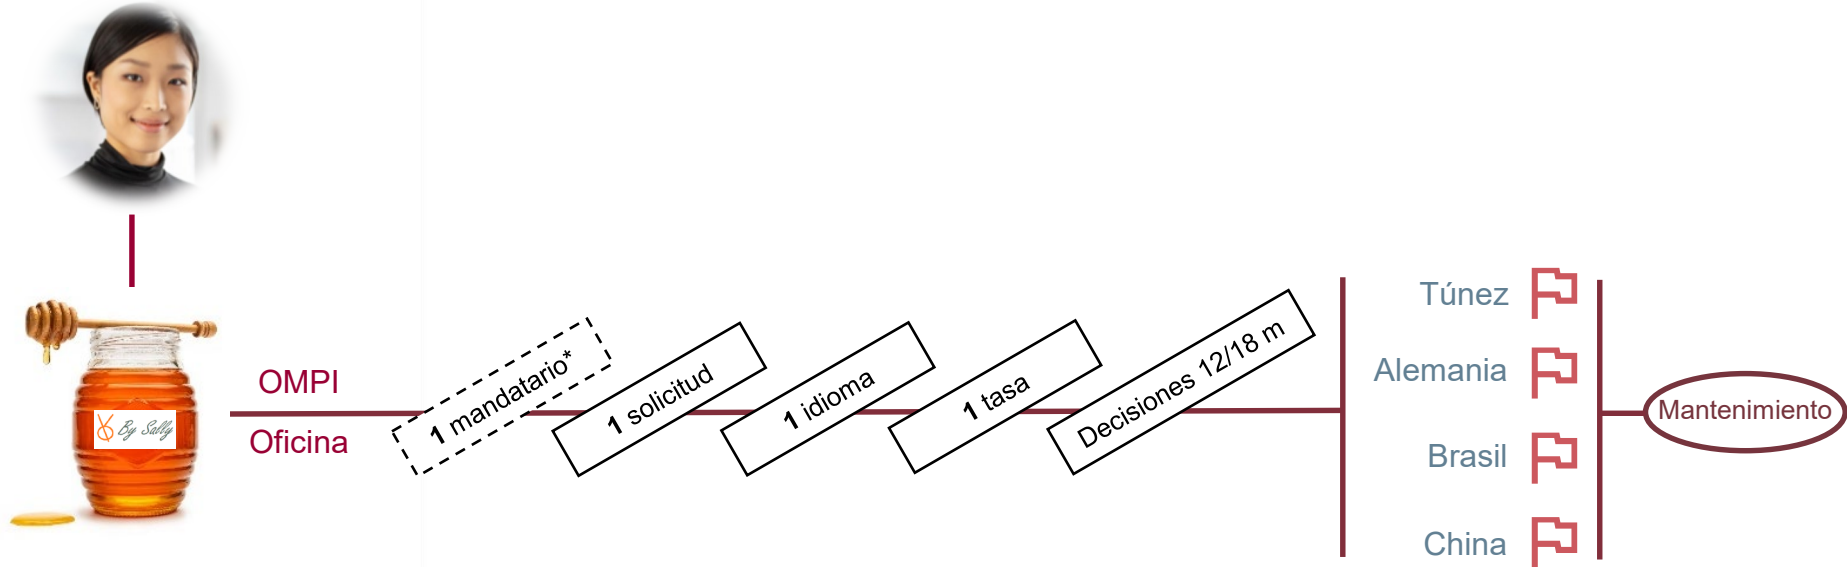 By Sally
OMPI
Oficina
1 mandatario*
1 solicitud
1 idioma
1 tasa
Decisiones 12/18 m
Túnez
Alemania
Brasil
China
Mantenimiento